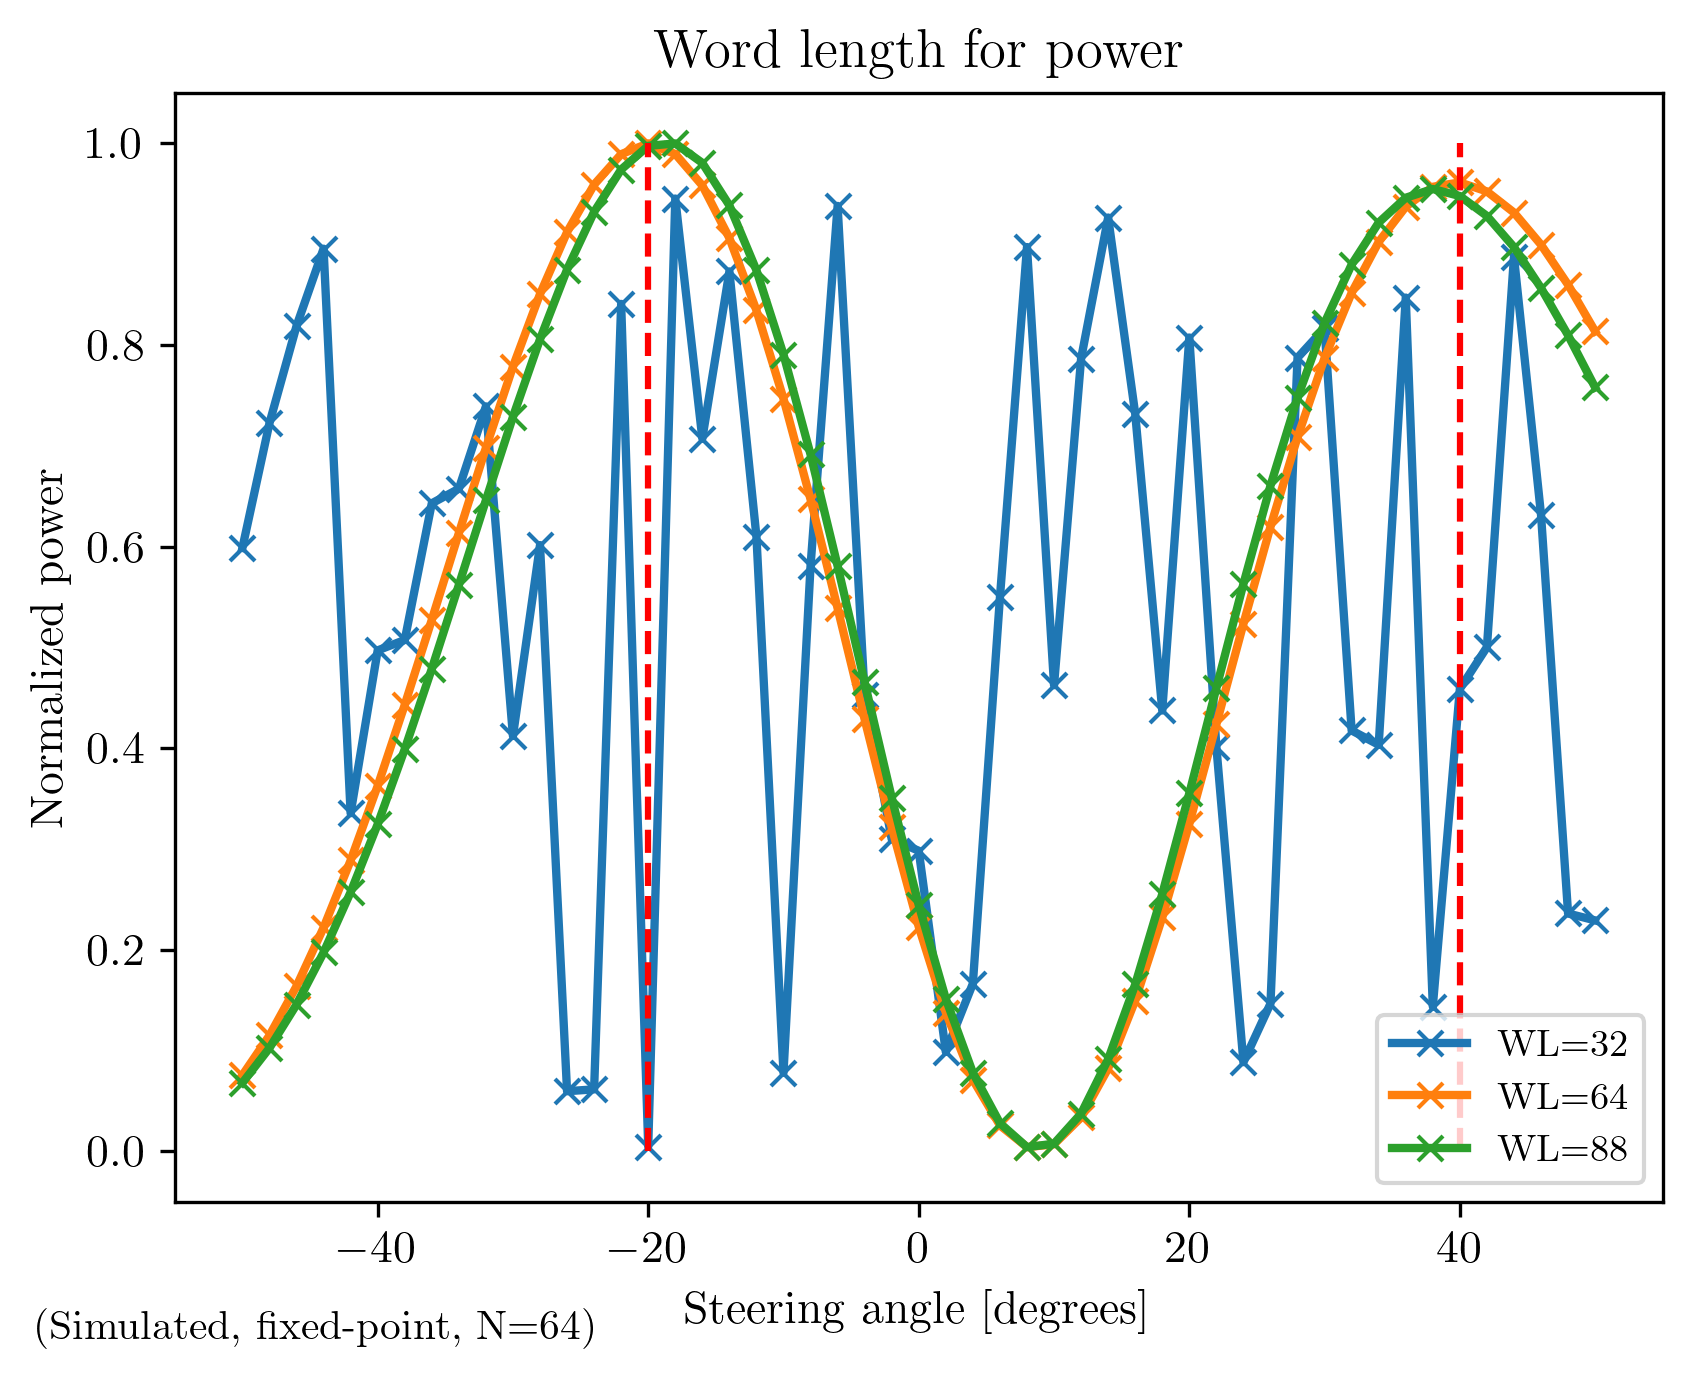 Word length for power
Normalized power
1.0
0.8
0.6
0.4
0.2
0.0
WL=32
WL=64
WL=88
−40
−20
0
20
40
Steering angle [degrees]
(Simulated, fixed-point, N=64)